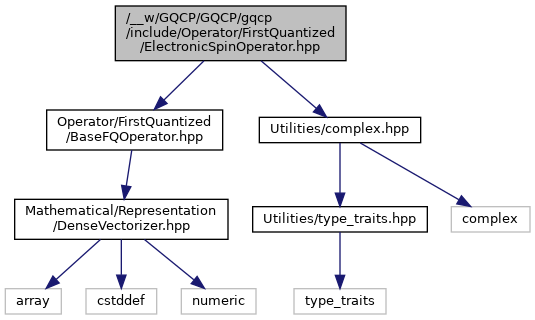 /__w/GQCP/GQCP/gqcp
/include/Operator/FirstQuantized
/ElectronicSpinOperator.hpp
Operator/FirstQuantized
/BaseFQOperator.hpp
Utilities/complex.hpp
Mathematical/Representation
/DenseVectorizer.hpp
Utilities/type_traits.hpp
complex
array
cstddef
numeric
type_traits